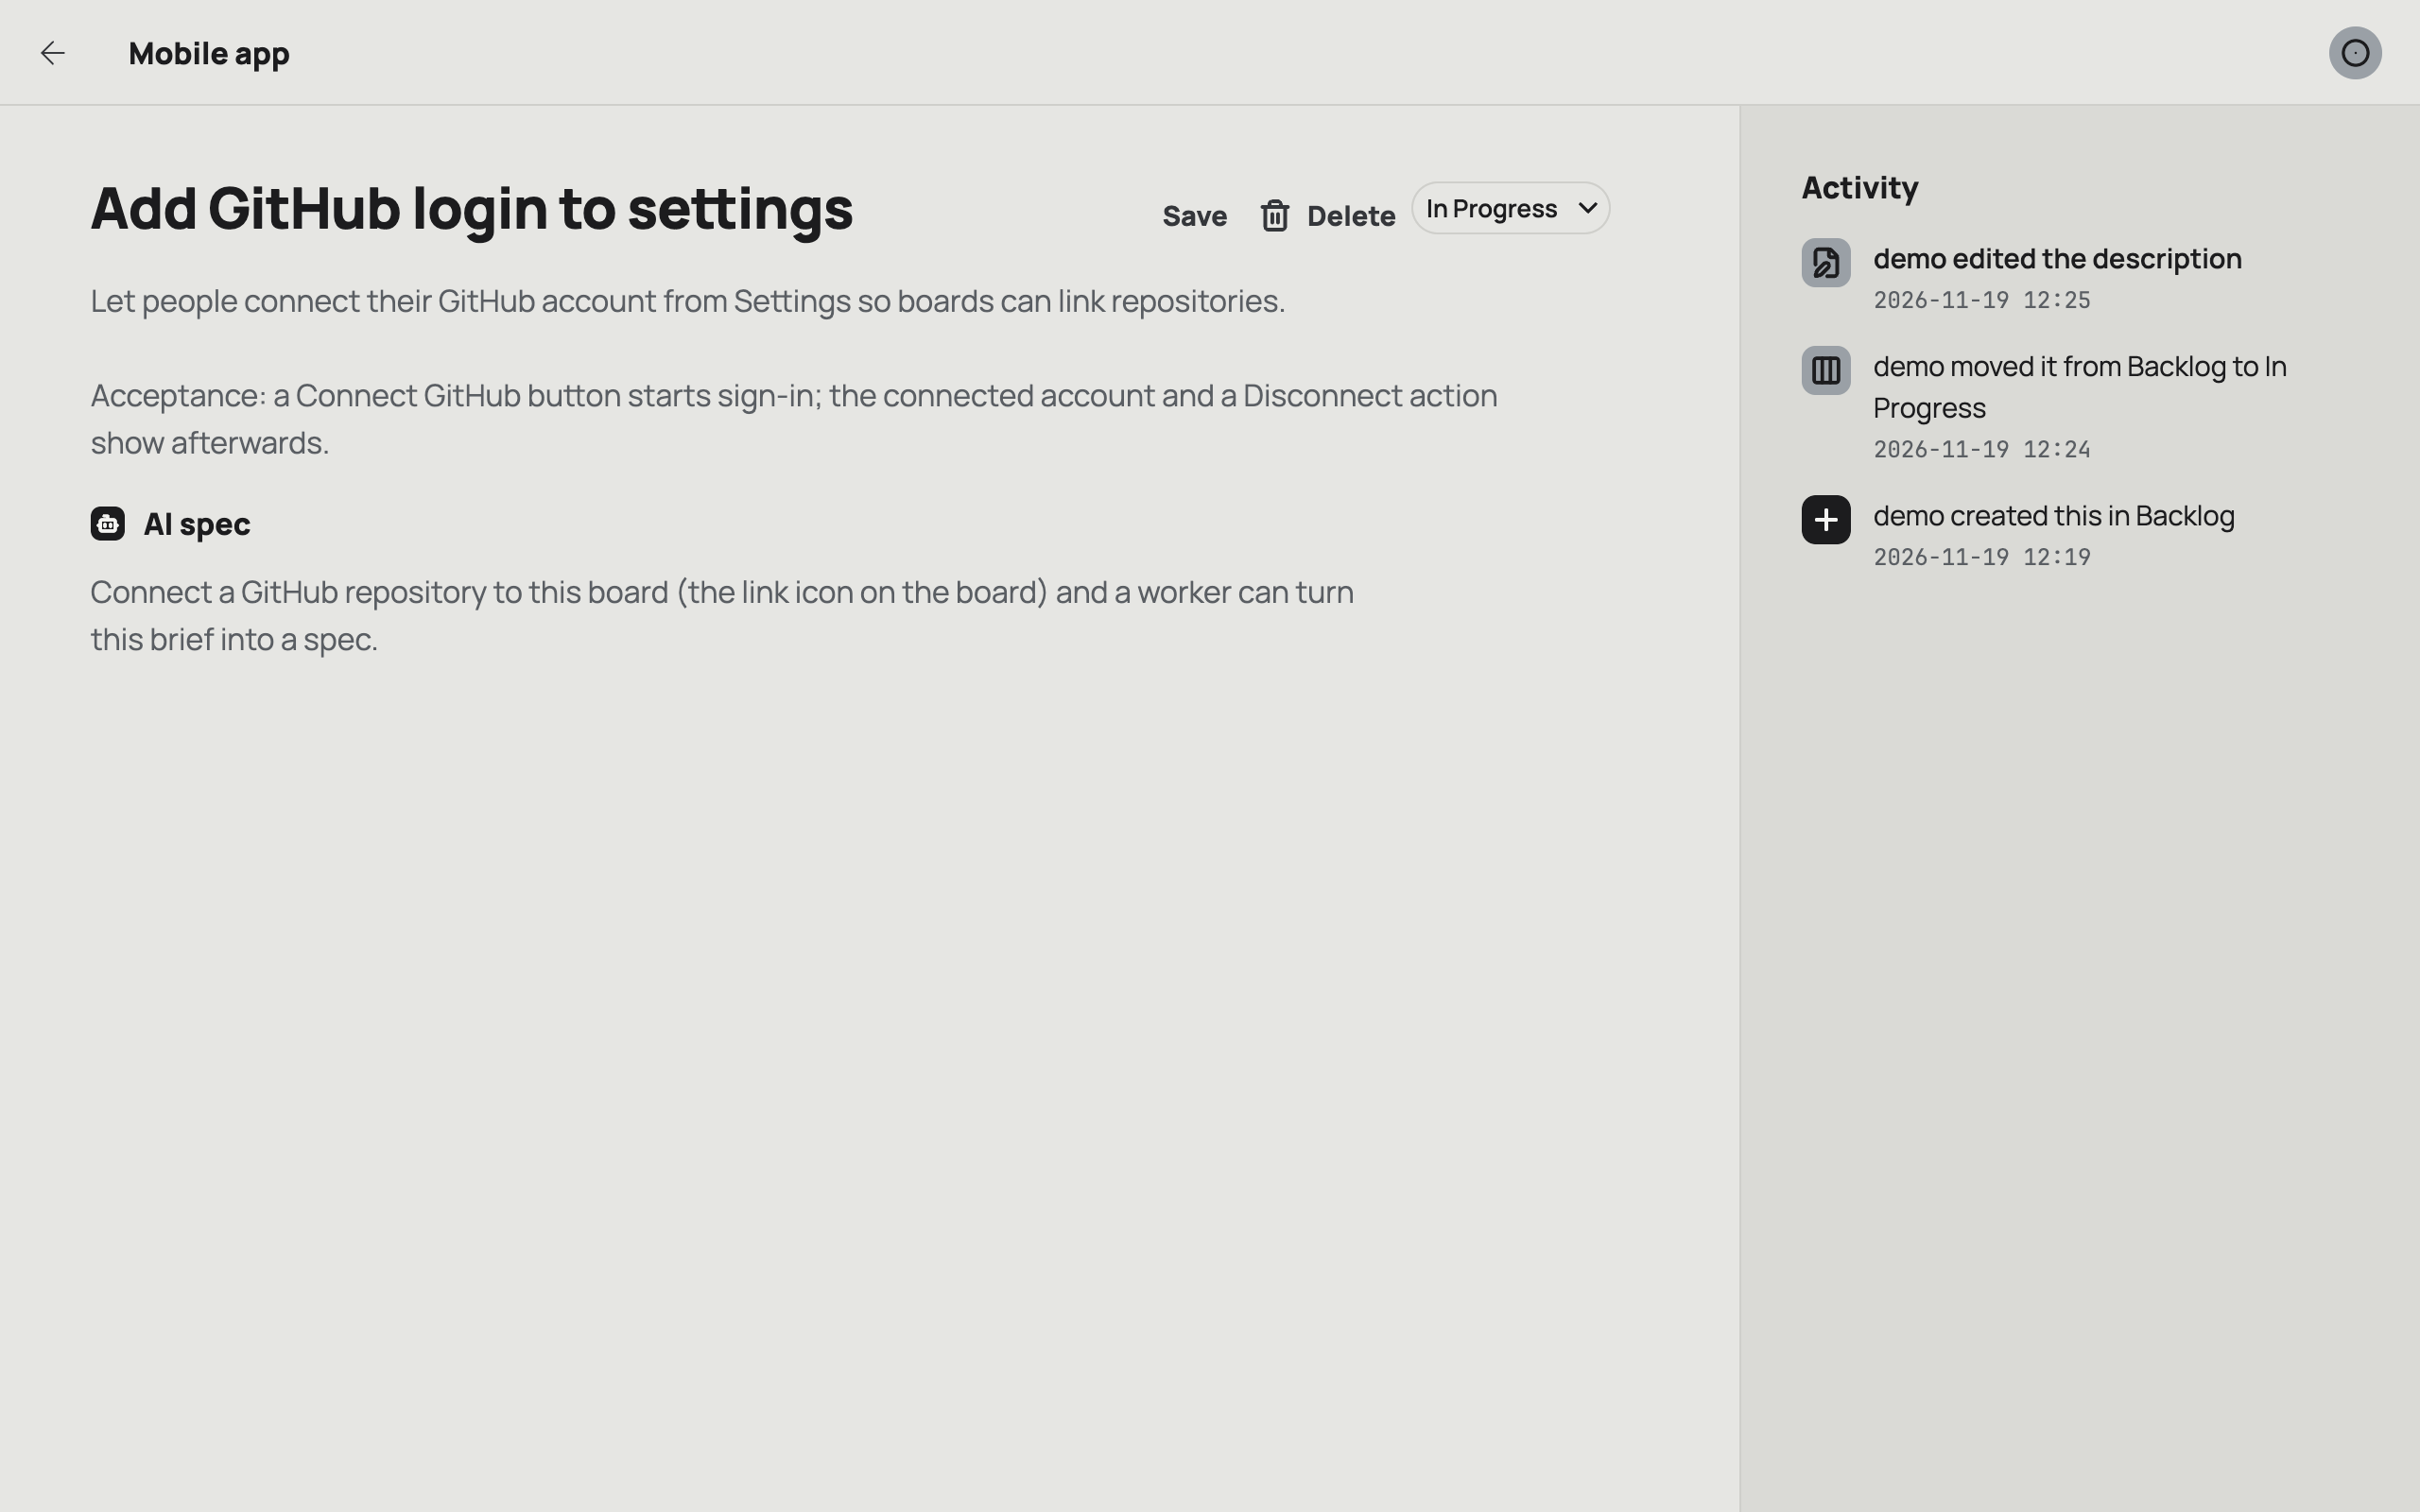 Mobile app
Add GitHub login to settings
Save
Delete
In Progress
Let people connect their GitHub account from Settings so boards can link repositories.
Acceptance: a Connect GitHub button starts sign-in; the connected account and a Disconnect action
show afterwards.
AI spec
Connect a GitHub repository to this board (the link icon on the board) and a worker can turn
this brief into a spec.
Activity
demo edited the description
2026-11-19 12:25
demo moved it from Backlog to In
Progress
2026-11-19 12:24
demo created this in Backlog
2026-11-19 12:19